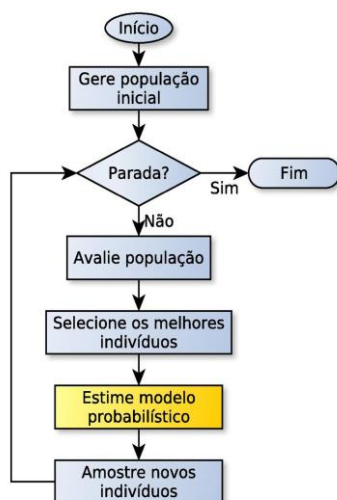 Início
Gere população
inicial
Parada?
Fim
Sim
Não
Avalie população
Selecione os melhores
indivíduos
Estime modelo
probabilístico
Amostre novos
indivíduos